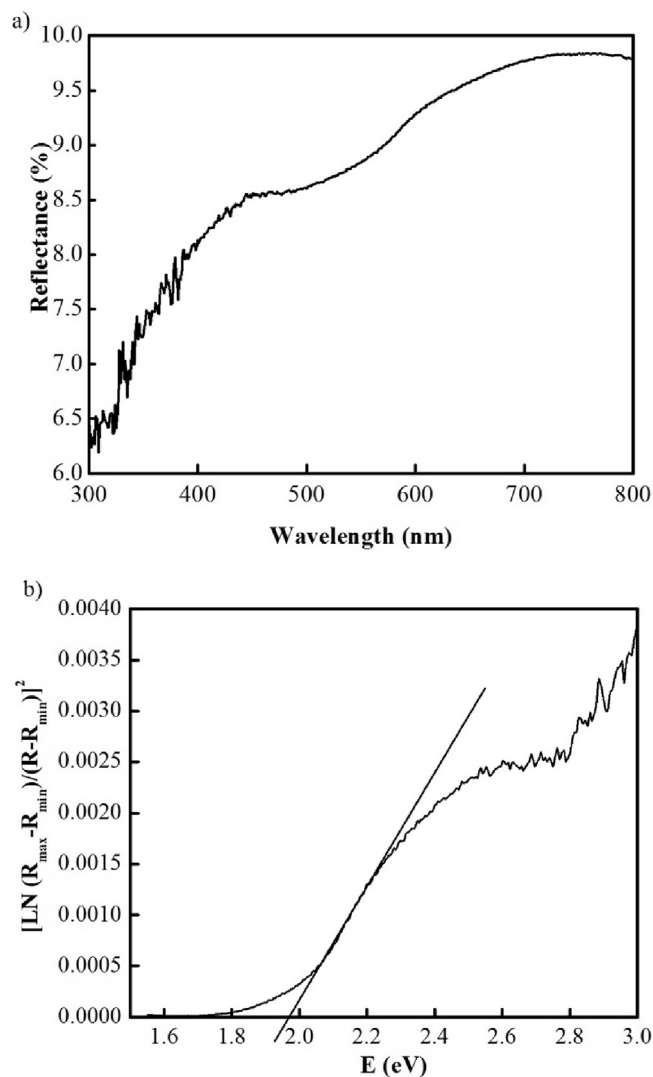 a)
10.0
9.5
9.0
8.5
8.0
7.5
7.0
6.5
6.0
Reflectance (%)
300 400 500 600 700 800
Wavelength (nm)
b)
0.0040
0.0035
0.0030
0.0025
0.0020
0.0015
0.0010
0.0005
0.0000
[LN (Rmax-Rmin)/(R-Rmin)]²
1.6 1.8 2.0 2.2 2.4 2.6 2.8 3.0
E (eV)